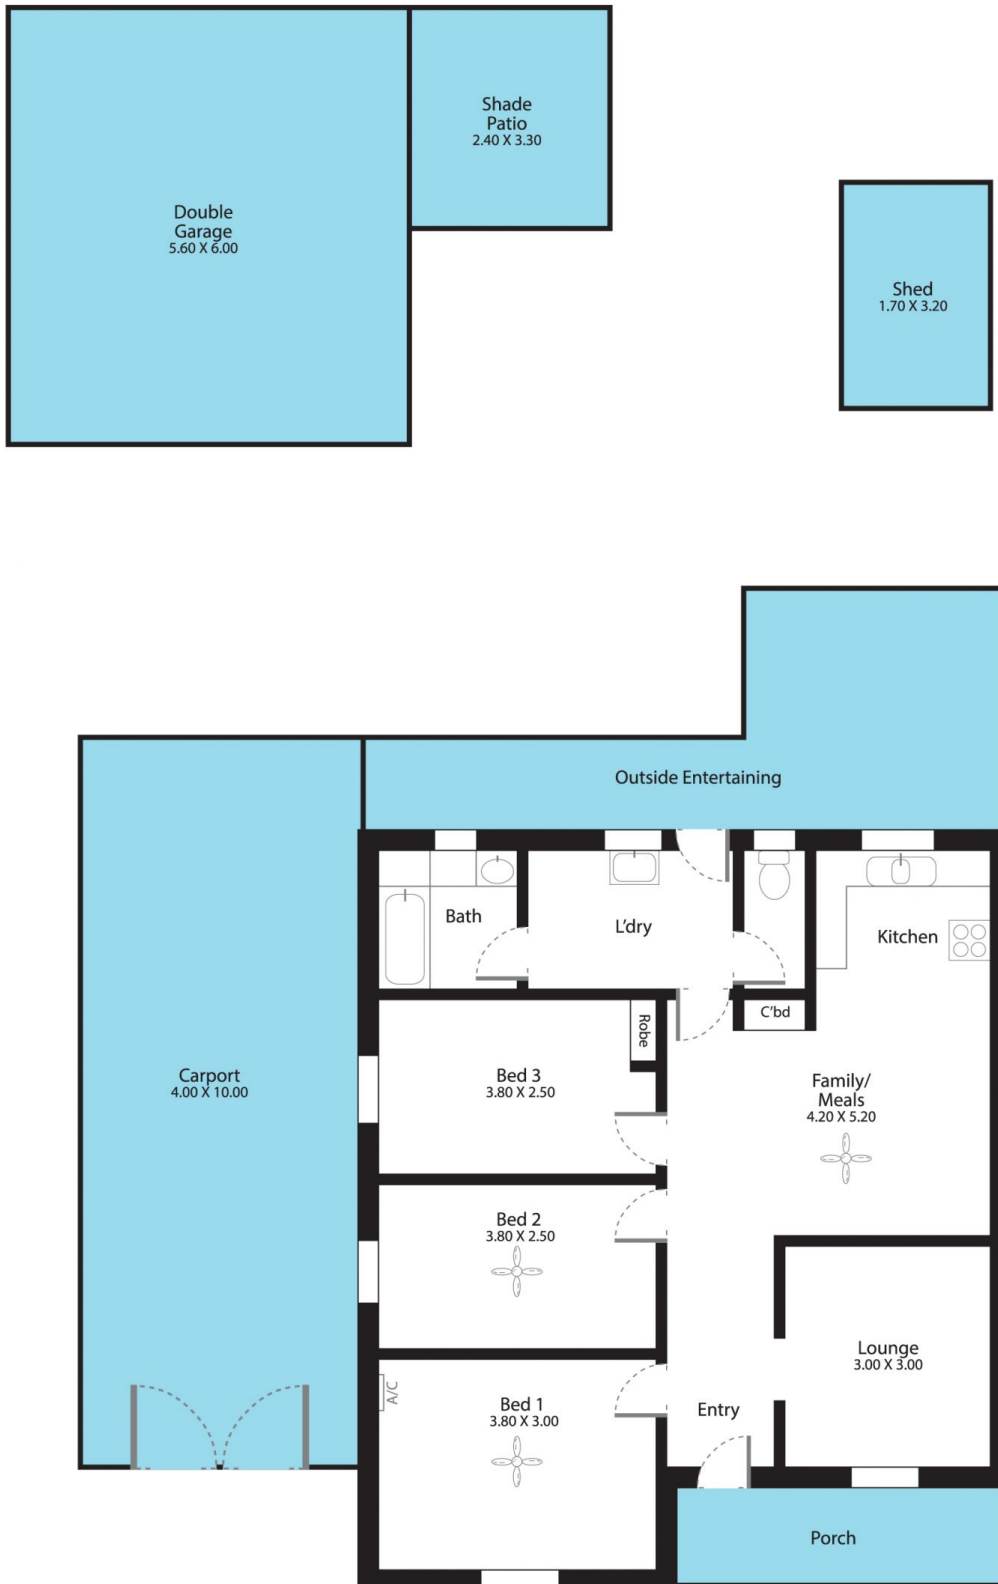 Shade
Patio
2.40 X 3.30
Double
Garage
5.60 X 6.00
Shed
1.70 X 3.20
Outside Entertaining
Bath
L'dry
Kitchen
C'bd
Robe
Carport
4.00 X 10.00
Bed 3
3.80 X 2.50
Family/
Meals
4.20 X 5.20
Bed 2
3.80 X 2.50
Lounge
3.00 X 3.00
A/C
Bed 1
3.80 X 3.00
Entry
Porch